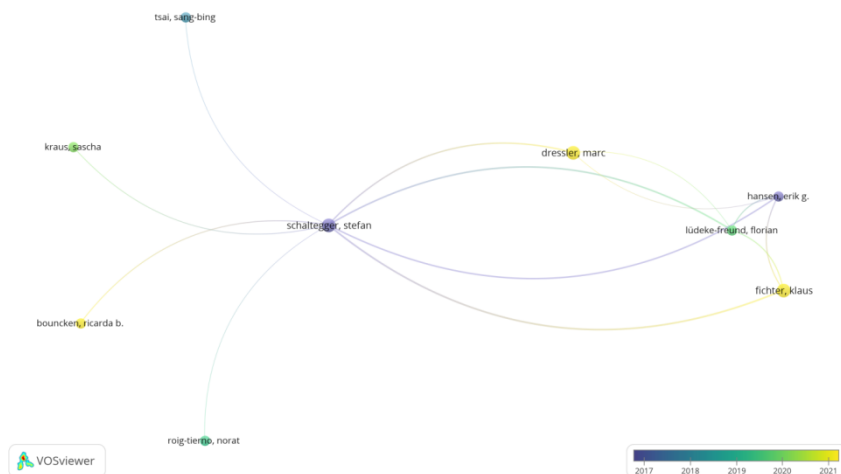 tsai, sang-bing
kraus, sascha
dressler, marc
hansen, erik g.
schaltegger, stefan
lüdeke-freund, florian
fichter, klaus
bouncken, ricarda b.
roig-tierno, norat
VOSviewer
2017 2018 2019 2020 2021